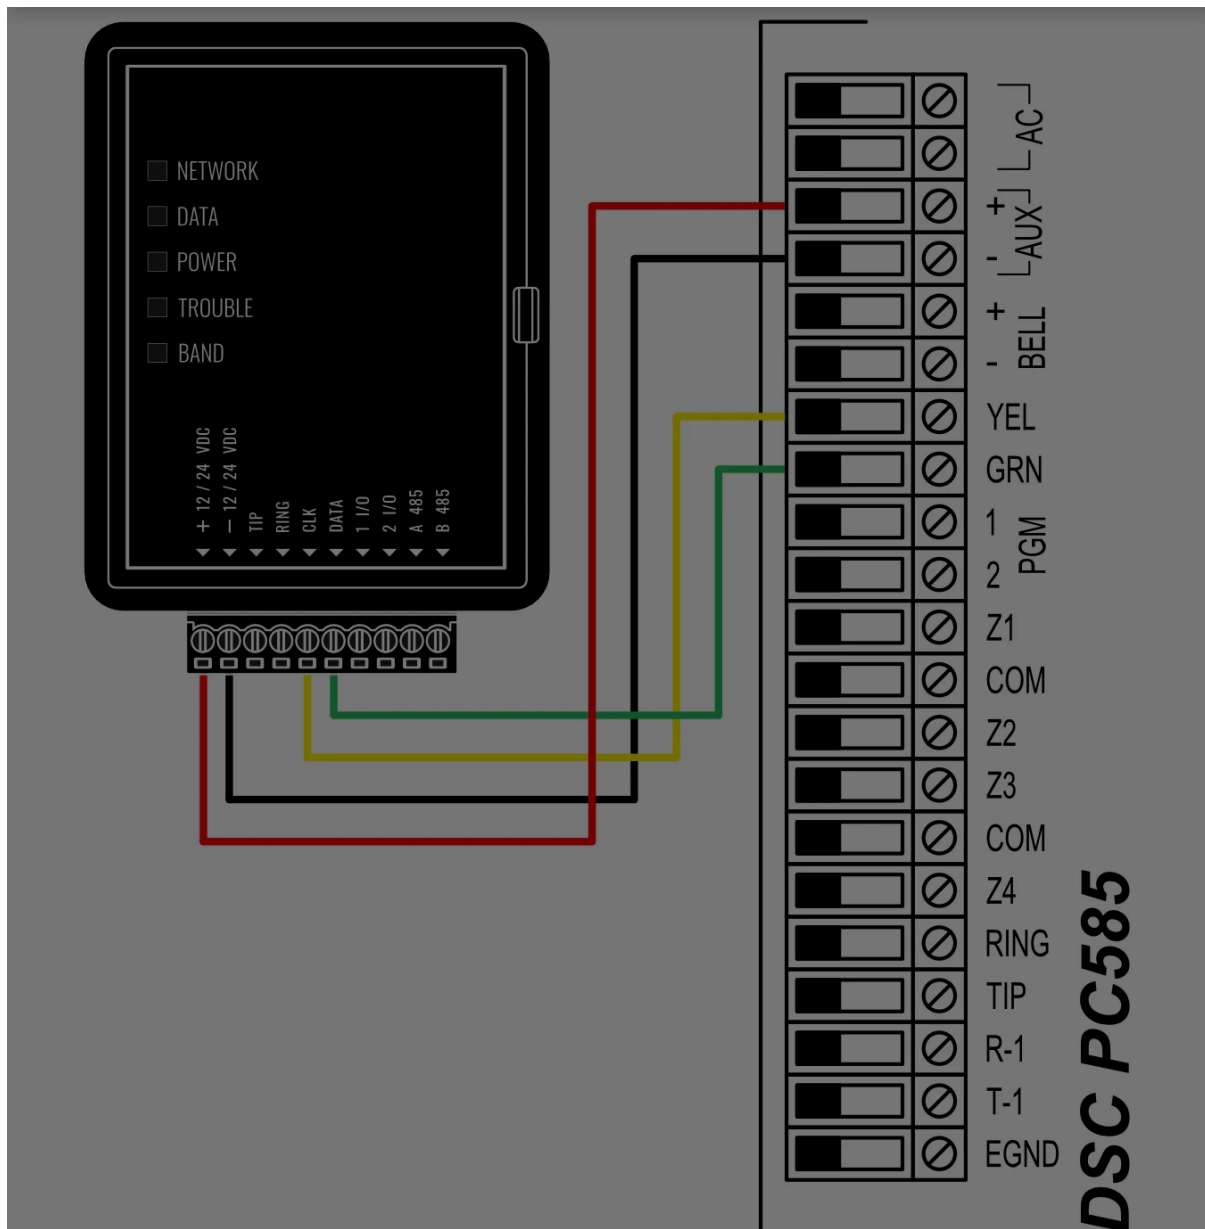 NETWORK
DATA
POWER
TROUBLE
BAND
+ 12 / 24 VDC
− 12 / 24 VDC
TIP
RING
CLK
DATA
1 I/O
2 I/O
A 485
B 485
AC
+
-
AUX
+
-
BELL
YEL
GRN
1
2
PGM
Z1
COM
Z2
Z3
COM
Z4
RING
TIP
R-1
T-1
EGND
DSC PC585